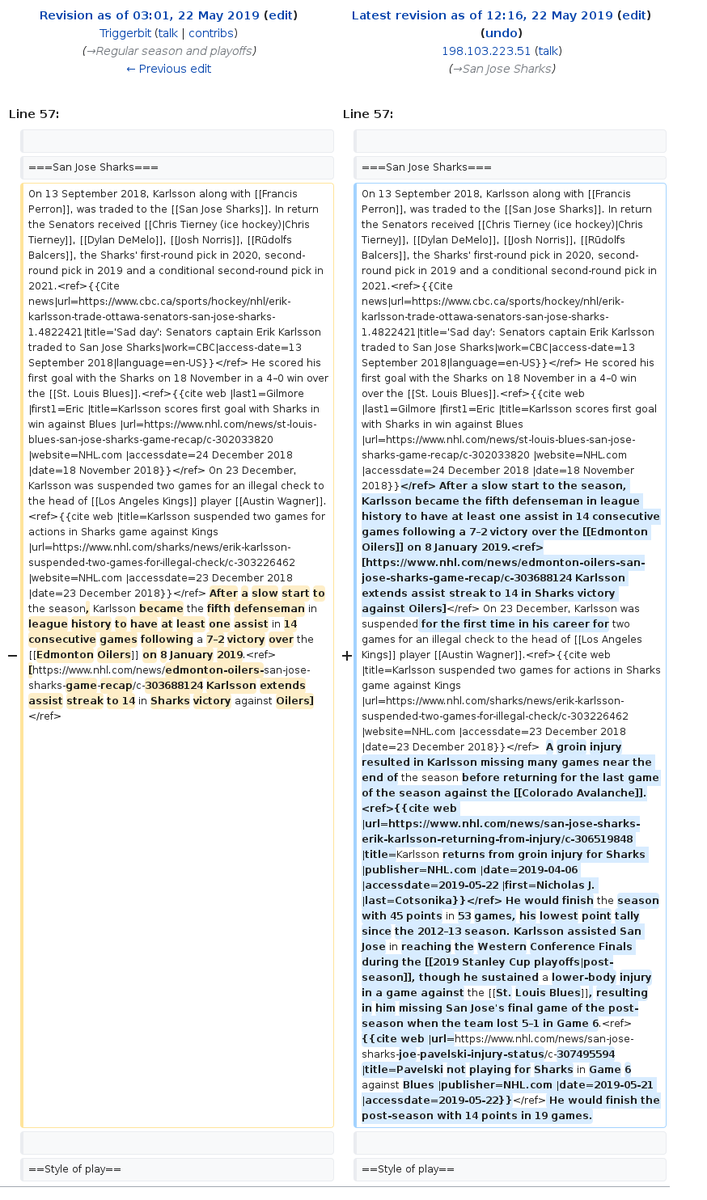 Revision as of 03:01, 22 May 2019 (edit)
Triggerbit (talk | contribs)
(→Regular season and playoffs)
← Previous edit
Latest revision as of 12:16, 22 May 2019 (edit)
(undo)
198.103.223.51 (talk)
(→San Jose Sharks)
Line 57:
Line 57:
===San Jose Sharks===
===San Jose Sharks===
−
On 13 September 2018, Karlsson along with [[Francis
Perron]], was traded to the [[San Jose Sharks]]. In return
the Senators received [[Chris Tierney (ice hockey)|Chris
Tierney]], [[Dylan DeMelo]], [[Josh Norris]], [[Rūdolfs
Balcers]], the Sharks' first-round pick in 2020, second-
round pick in 2019 and a conditional second-round pick in
2021.<ref>{{Cite
news|url=https://www.cbc.ca/sports/hockey/nhl/erik-
karlsson-trade-ottawa-senators-san-jose-sharks-
1.4822421|title='Sad day': Senators captain Erik Karlsson
traded to San Jose Sharks|work=CBC|access-date=13
September 2018|language=en-US}}</ref> He scored his
first goal with the Sharks on 18 November in a 4–0 win over
the [[St. Louis Blues]].<ref>{{cite web |last1=Gilmore
|first1=Eric |title=Karlsson scores first goal with Sharks in
win against Blues |url=https://www.nhl.com/news/st-louis-
blues-san-jose-sharks-game-recap/c-302033820
|website=NHL.com |accessdate=24 December 2018
|date=18 November 2018}}</ref> On 23 December,
Karlsson was suspended two games for an illegal check to
the head of [[Los Angeles Kings]] player [[Austin Wagner]].
<ref>{{cite web |title=Karlsson suspended two games for
actions in Sharks game against Kings
|url=https://www.nhl.com/sharks/news/erik-karlsson-
suspended-two-games-for-illegal-check/c-303226462
|website=NHL.com |accessdate=23 December 2018
|date=23 December 2018}}</ref> After a slow start to
the season, Karlsson became the fifth defenseman in
league history to have at least one assist in 14
consecutive games following a 7–2 victory over the
[[Edmonton Oilers]] on 8 January 2019.<ref>
[https://www.nhl.com/news/edmonton-oilers-san-jose-
sharks-game-recap/c-303688124 Karlsson extends
assist streak to 14 in Sharks victory against Oilers]
</ref>
+
On 13 September 2018, Karlsson along with [[Francis
Perron]], was traded to the [[San Jose Sharks]]. In return
the Senators received [[Chris Tierney (ice hockey)|Chris
Tierney]], [[Dylan DeMelo]], [[Josh Norris]], [[Rūdolfs
Balcers]], the Sharks' first-round pick in 2020, second-
round pick in 2019 and a conditional second-round pick in
2021.<ref>{{Cite
news|url=https://www.cbc.ca/sports/hockey/nhl/erik-
karlsson-trade-ottawa-senators-san-jose-sharks-
1.4822421|title='Sad day': Senators captain Erik Karlsson
traded to San Jose Sharks|work=CBC|access-date=13
September 2018|language=en-US}}</ref> He scored his
first goal with the Sharks on 18 November in a 4–0 win over
the [[St. Louis Blues]].<ref>{{cite web
|last1=Gilmore |first1=Eric |title=Karlsson scores first goal
with Sharks in win against Blues
|url=https://www.nhl.com/news/st-louis-blues-san-jose-
sharks-game-recap/c-302033820 |website=NHL.com
|accessdate=24 December 2018 |date=18 November
2018}}</ref> After a slow start to the season,
Karlsson became the fifth defenseman in league
history to have at least one assist in 14 consecutive
games following a 7–2 victory over the [[Edmonton
Oilers]] on 8 January 2019.<ref>
[https://www.nhl.com/news/edmonton-oilers-san-
jose-sharks-game-recap/c-303688124 Karlsson
extends assist streak to 14 in Sharks victory
against Oilers]</ref> On 23 December, Karlsson was
suspended for the first time in his career for two
games for an illegal check to the head of [[Los Angeles
Kings]] player [[Austin Wagner]].<ref>{{cite web
|title=Karlsson suspended two games for actions in Sharks
game against Kings
|url=https://www.nhl.com/sharks/news/erik-karlsson-
suspended-two-games-for-illegal-check/c-303226462
|website=NHL.com |accessdate=23 December 2018
|date=23 December 2018}}</ref>  A groin injury
resulted in Karlsson missing many games near the
end of the season before returning for the last game
of the season against the [[Colorado Avalanche]].
<ref>{{cite web
|url=https://www.nhl.com/news/san-jose-sharks-
erik-karlsson-returning-from-injury/c-306519848
|title=Karlsson returns from groin injury for Sharks
|publisher=NHL.com |date=2019-04-06
|accessdate=2019-05-22 |first=Nicholas J.
|last=Cotsonika}}</ref> He would finish the season
with 45 points in 53 games, his lowest point tally
since the 2012–13 season. Karlsson assisted San
Jose in reaching the Western Conference Finals
during the [[2019 Stanley Cup playoffs|post-
season]], though he sustained a lower-body injury
in a game against the [[St. Louis Blues]], resulting
in him missing San Jose's final game of the post-
season when the team lost 5–1 in Game 6.<ref>
{{cite web |url=https://www.nhl.com/news/san-jose-
sharks-joe-pavelski-injury-status/c-307495594
|title=Pavelski not playing for Sharks in Game 6
against Blues |publisher=NHL.com |date=2019-05-21
|accessdate=2019-05-22}}</ref> He would finish the
post-season with 14 points in 19 games.
==Style of play==
==Style of play==